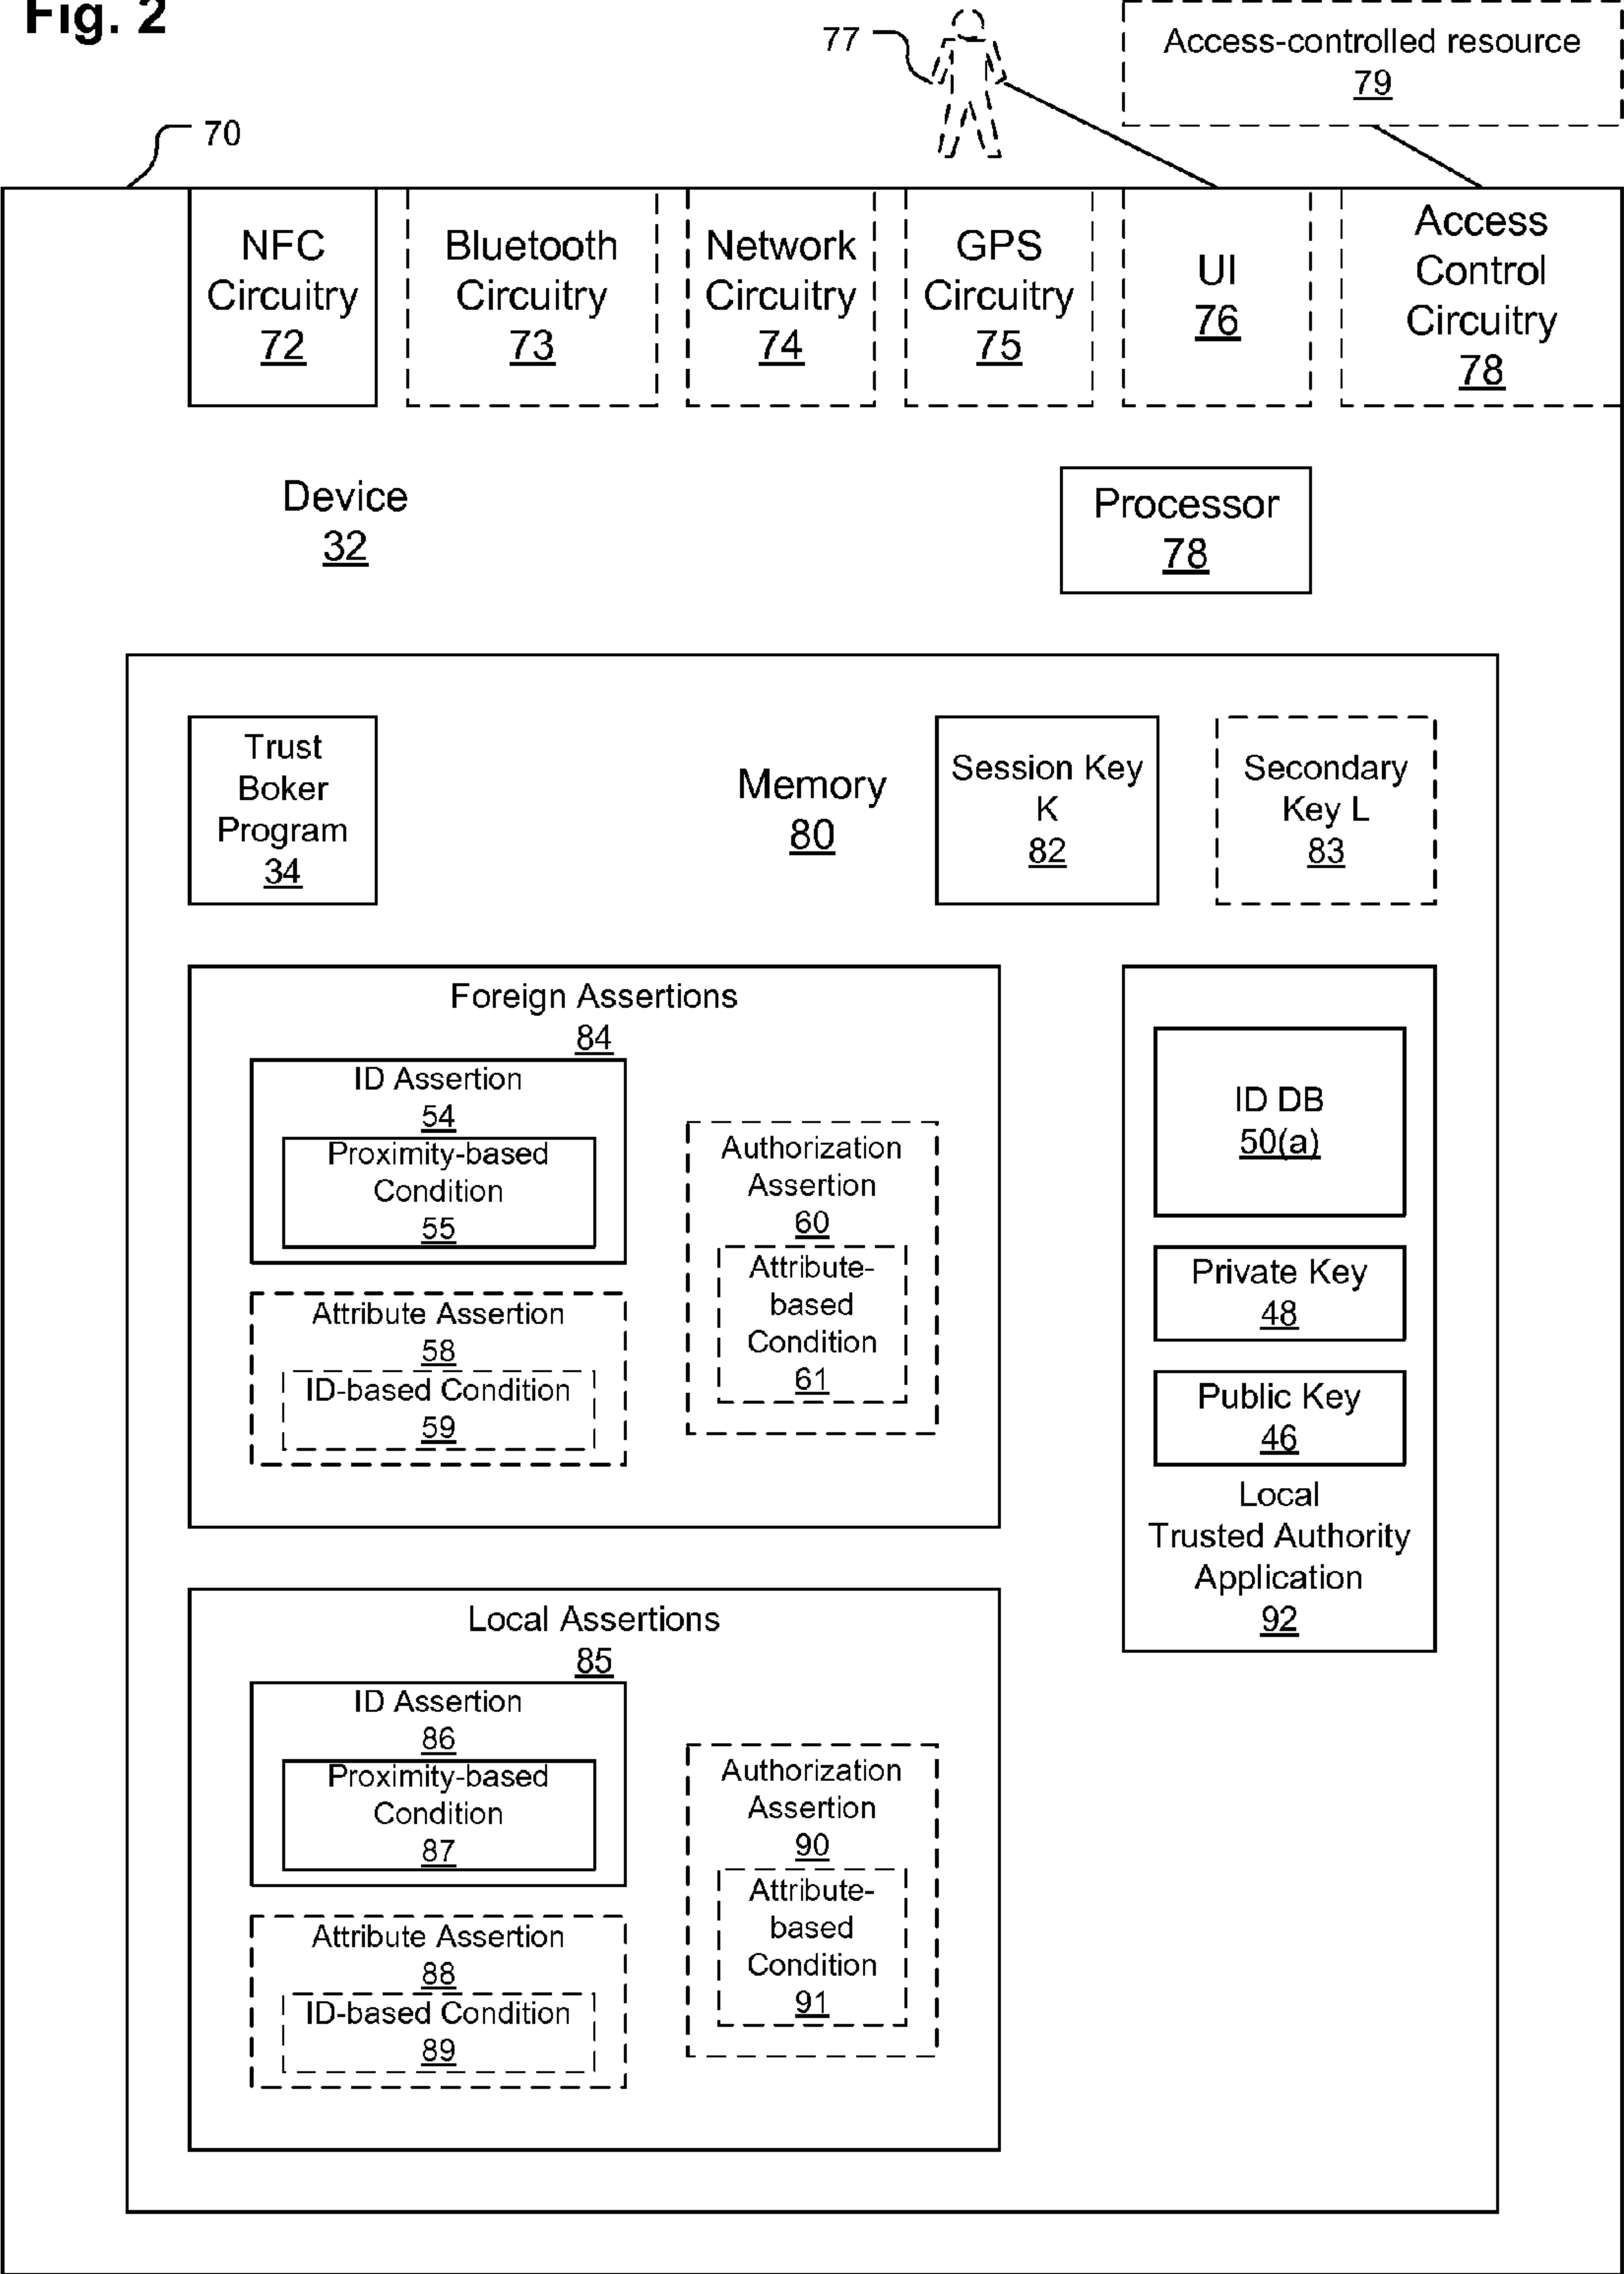 Fig. 2
77
Access-controlled resource
79
70
NFC
Circuitry
72
Bluetooth
Circuitry
73
Network
Circuitry
74
GPS
Circuitry
75
UI
76
Access
Control
Circuitry
78
Device
32
Processor
78
Trust
Boker
Program
34
Memory
80
Session Key
K
82
Secondary
Key L
83
Foreign Assertions
84
ID Assertion
54
Proximity-based
Condition
55
Attribute Assertion
58
ID-based Condition
59
Authorization
Assertion
60
Attribute-
based
Condition
61
ID DB
50(a)
Private Key
48
Public Key
46
Local
Trusted Authority
Application
92
Local Assertions
85
ID Assertion
86
Proximity-based
Condition
87
Attribute Assertion
88
ID-based Condition
89
Authorization
Assertion
90
Attribute-
based
Condition
91